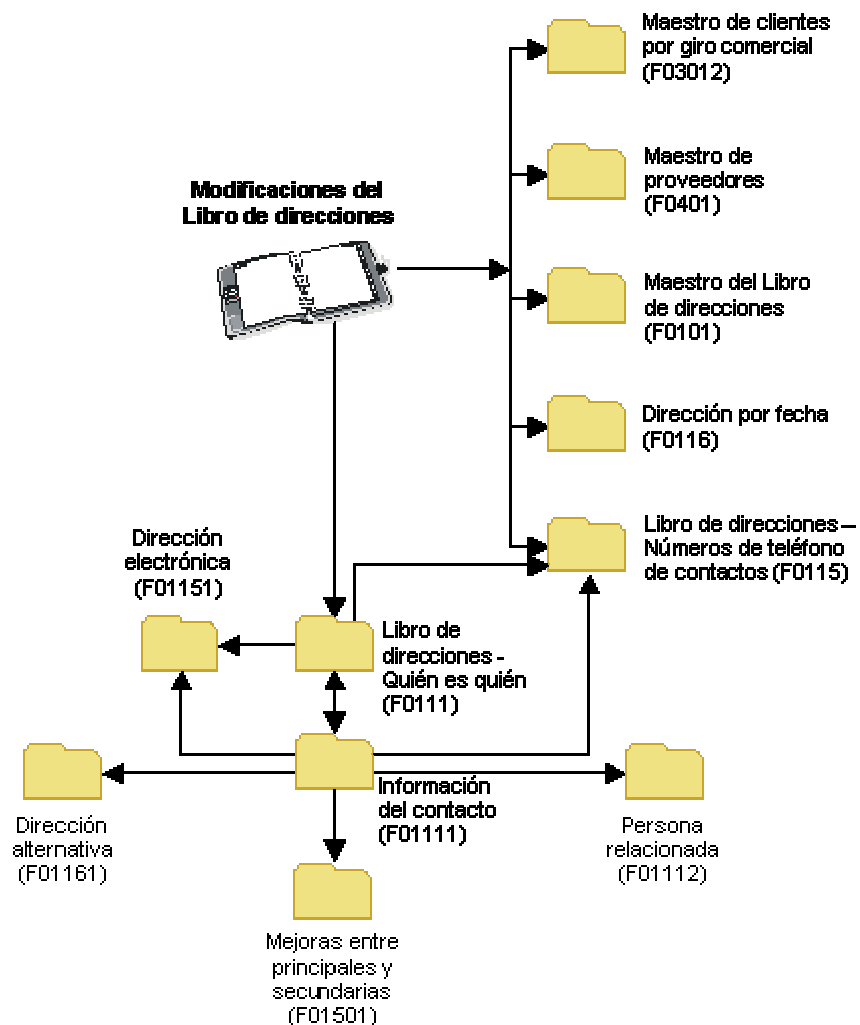 Maestro de clientes
por giro comercial
(F03012)
Maestro de
proveedores
(F0401)
Modificaciones del
Libro de direcciones
Maestro del Libro
de direcciones
(F0101)
Dirección por fecha
(F0116)
Libro de direcciones—
Números de teléfono
de contactos (F0115)
Dirección
electrónica
(F01151)
Libro de
direcciones -
Quién es quién
(F0111)
Información
del contacto
(F01111)
Dirección
alternativa
(F01161)
Persona
relacionada
(F01112)
Mejoras entre
principales y
secundarias
(F01501)